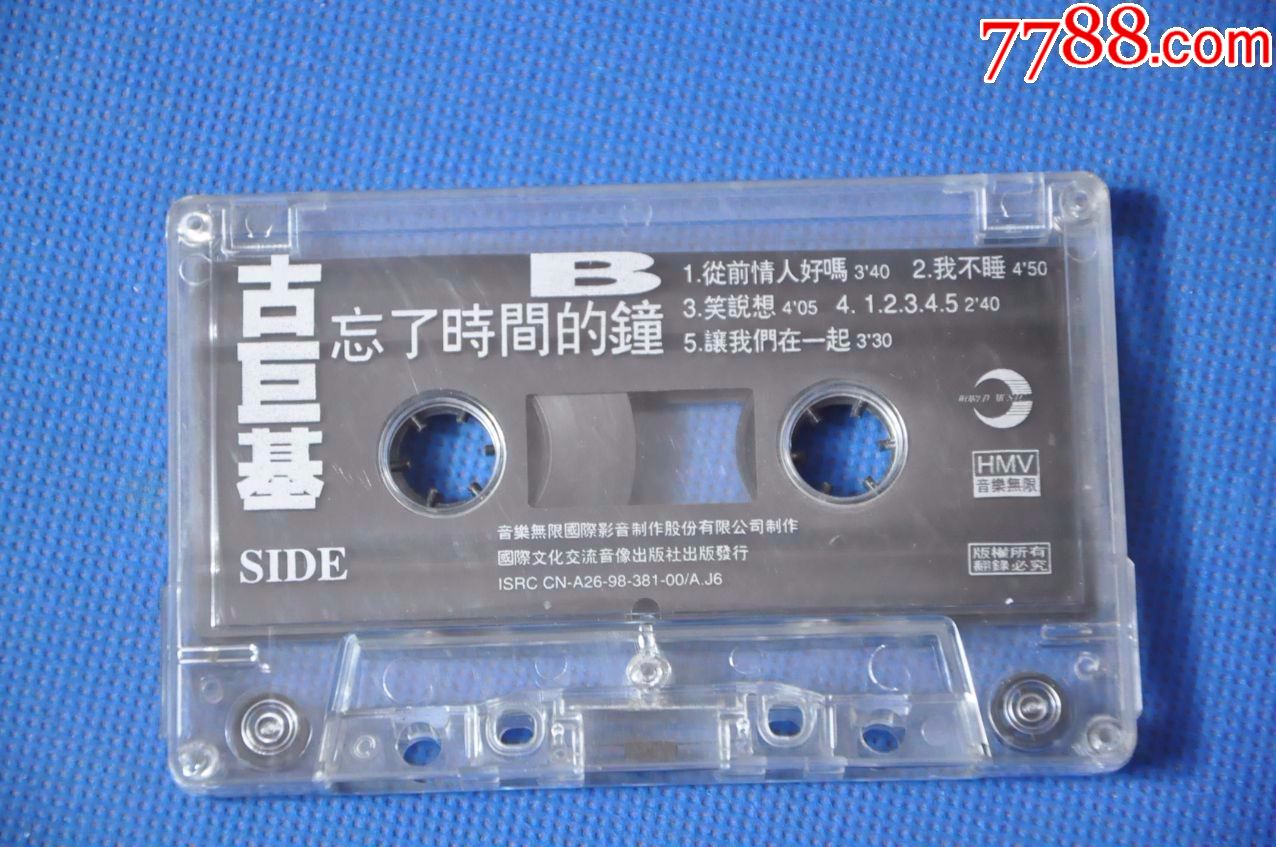 7788.com
古巨基
B
忘了時間的鐘
1.從前情人好嗎 3'40 2.我不睡 4'50
3.笑說想 4'05 4. 1.2.3.4.5 2'40
5.讓我們在一起 3'30
HMV
音樂無限
音樂無限國際影音制作股份有限公司制作
國際文化交流音像出版社出版發行
ISRC CN-A26-98-381-00/A.J6
SIDE
版權所有
翻錄必究